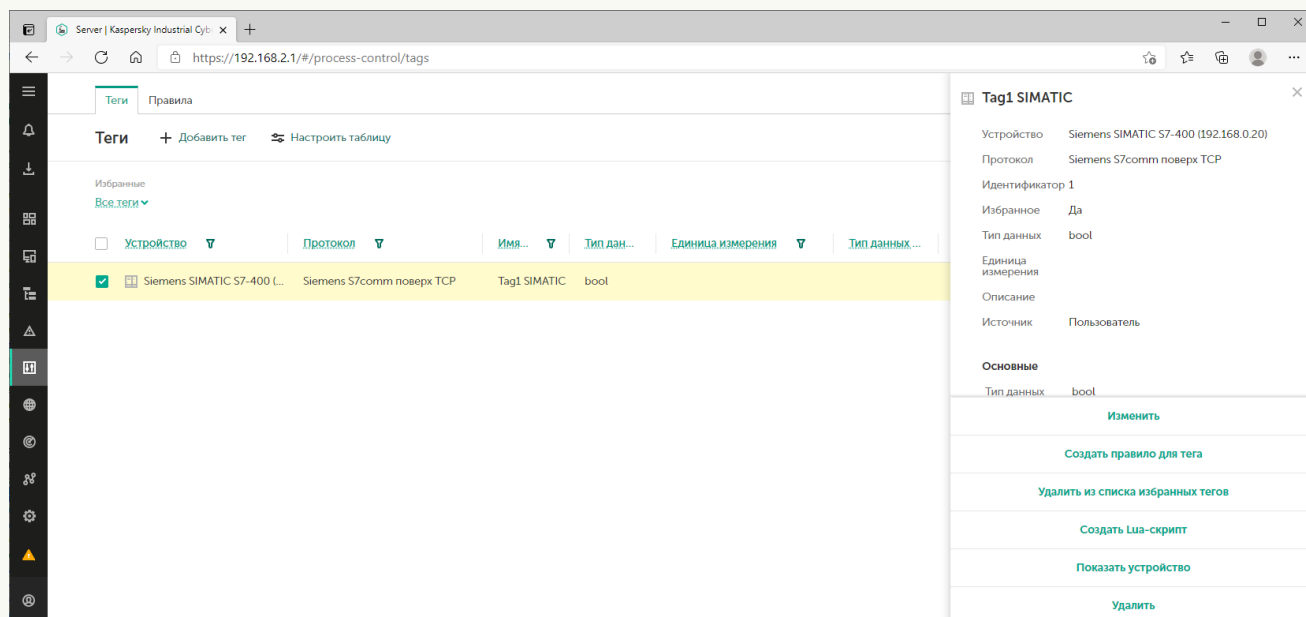 Server | Kaspersky Industrial Cyb
https://192.168.2.1/#/process-control/tags
Теги Правила
Теги Добавить тег Настроить таблицу
Избранные
Все теги
Устройство Протокол Имя... Тип дан... Единица измерения Тип данных ...
Siemens SIMATIC S7-400 (... Siemens S7comm поверх TCP Tag1 SIMATIC bool
Tag1 SIMATIC
Устройство Siemens SIMATIC S7-400 (192.168.0.20)
Протокол Siemens S7comm поверх TCP
Идентификатор 1
Избранное Да
Тип данных bool
Единица
измерения
Описание
Источник Пользователь
Основные
Тип данных bool
Изменить
Создать правило для тега
Удалить из списка избранных тегов
Создать Lua-скрипт
Показать устройство
Удалить